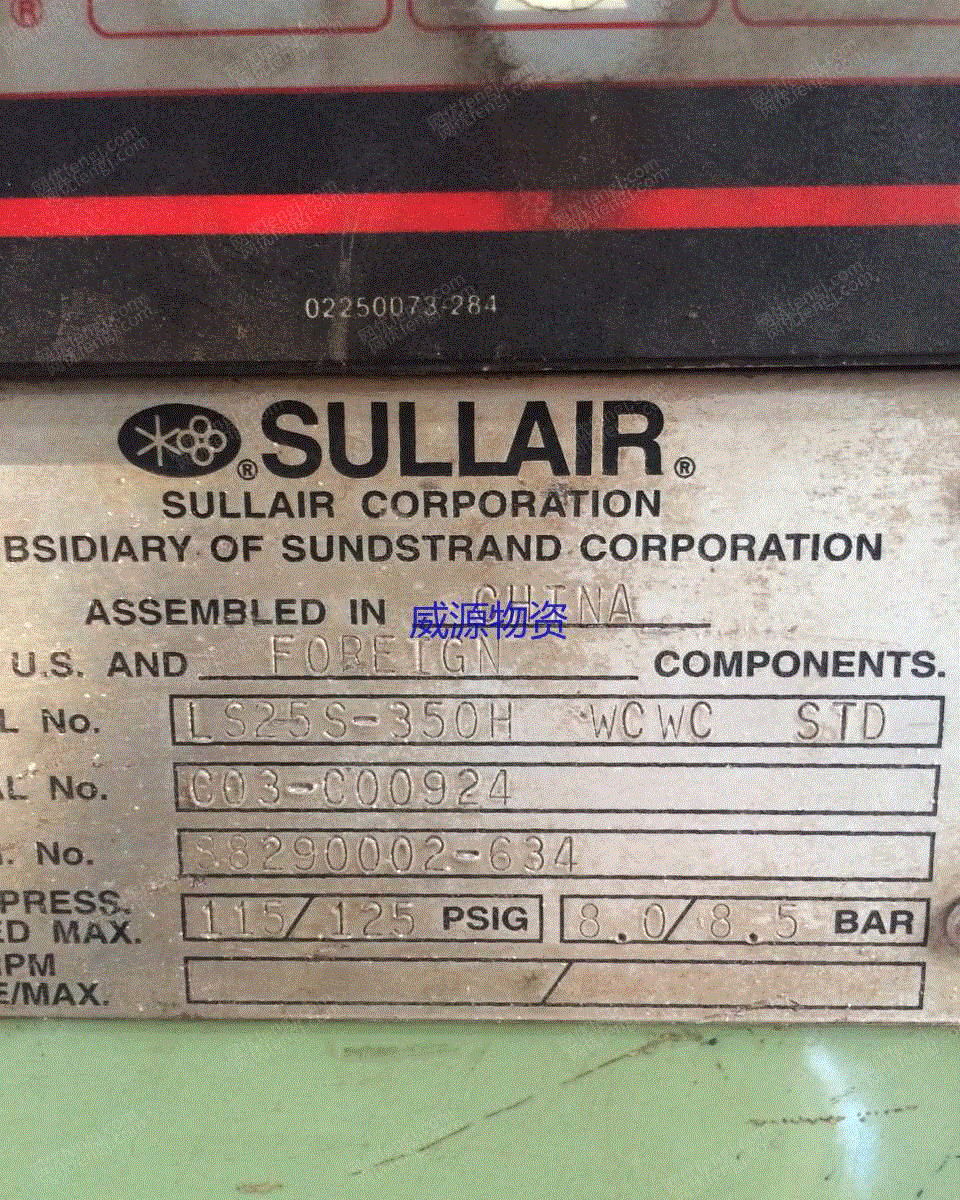 ®
02250073-284
®SULLAIR®
SULLAIR CORPORATION
BSIDIARY OF SUNDSTRAND CORPORATION
ASSEMBLED IN CHINA
威源物资
U.S. AND FOREIGN COMPONENTS.
L No. LS25S-350H WCWC STD
AL No. C03-C00924
. No. 88290002-634
PRESS.
ED MAX. 115/125 PSIG 8.0/8.5 BAR
RPM
E/MAX. /